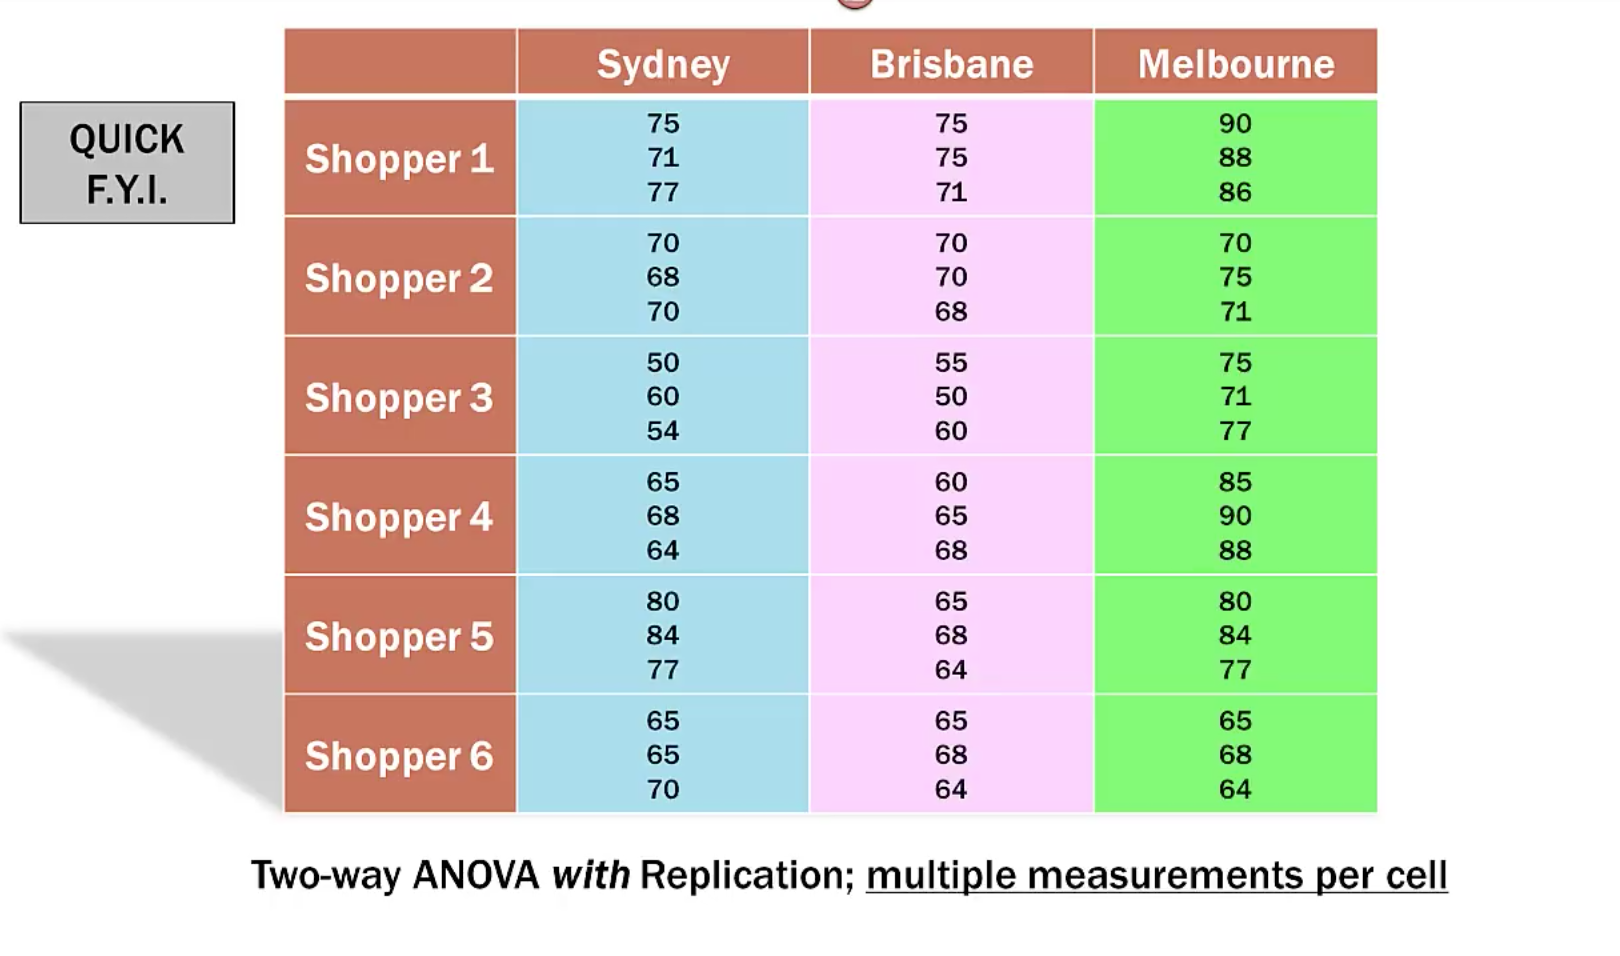 QUICK
F.Y.I.
Sydney Brisbane Melbourne
Shopper 1
75 75 90
71 75 88
77 71 86
Shopper 2
70 70 70
68 70 75
70 68 71
Shopper 3
50 55 75
60 50 71
54 60 77
Shopper 4
65 60 85
68 65 90
64 68 88
Shopper 5
80 65 80
84 68 84
77 64 77
Shopper 6
65 65 65
65 68 68
70 64 64
Two-way ANOVA with Replication; multiple measurements per cell